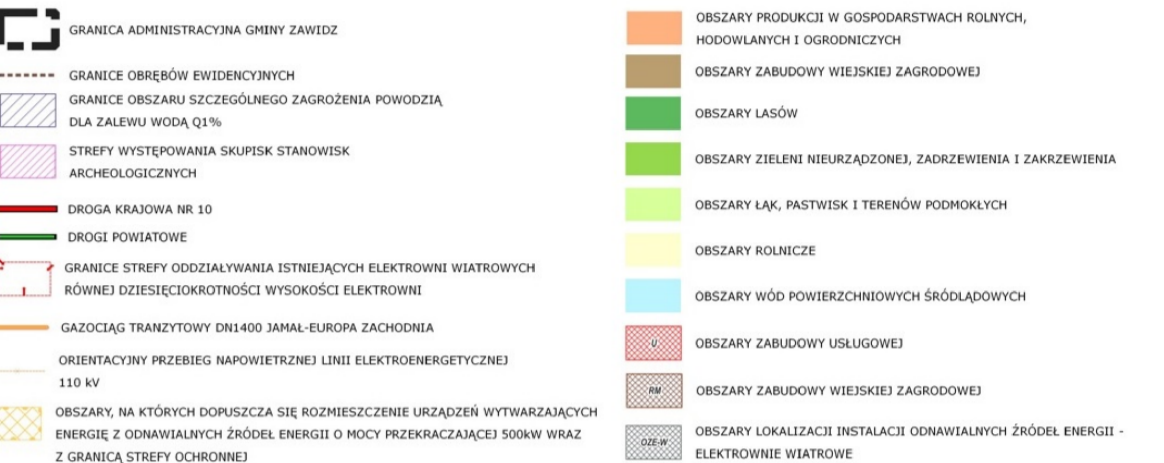 GRANICA ADMINISTRACYJNA GMINY ZAWIDZ
GRANICE OBRĘBÓW EWIDENCYJNYCH
GRANICE OBSZARU SZCZEGÓLNEGO ZAGROŻENIA POWODZIĄ
DLA ZALEWU WODĄ Q1%
STREFY WYSTĘPOWANIA SKUPISK STANOWISK
ARCHEOLOGICZNYCH
DROGA KRAJOWA NR 10
DROGI POWIATOWE
GRANICE STREFY ODDZIAŁYWANIA ISTNIEJĄCYCH ELEKTROWNI WIATROWYCH
RÓWNEJ DZIESIĘCIOKROTNOŚCI WYSOKOŚCI ELEKTROWNI
GAZOCIĄG TRANZYTOWY DN1400 JAMAŁ-EUROPA ZACHODNIA
ORIENTACYJNY PRZEBIEG NAPOWIETRZNEJ LINII ELEKTROENERGETYCZNEJ
110 kV
OBSZARY, NA KTÓRYCH DOPUSZCZA SIĘ ROZMIESZCZENIE URZĄDZEŃ WYTWARZAJĄCYCH
ENERGIĘ Z ODNAWIALNYCH ŹRÓDEŁ ENERGII O MOCY PRZEKRACZAJĄCEJ 500kW WRAZ
Z GRANICĄ STREFY OCHRONNEJ
OBSZARY PRODUKCJI W GOSPODARSTWACH ROLNYCH,
HODOWLANYCH I OGRODNICZYCH
OBSZARY ZABUDOWY WIEJSKIEJ ZAGRODOWEJ
OBSZARY LASÓW
OBSZARY ZIELENI NIEURZĄDZONEJ, ZADRZEWIENIA I ZAKRZEWIENIA
OBSZARY ŁĄK, PASTWISK I TERENÓW PODMOKŁYCH
OBSZARY ROLNICZE
OBSZARY WÓD POWIERZCHNIOWYCH ŚRÓDLĄDOWYCH
U OBSZARY ZABUDOWY USŁUGOWEJ
RM OBSZARY ZABUDOWY WIEJSKIEJ ZAGRODOWEJ
OZE-W OBSZARY LOKALIZACJI INSTALACJI ODNAWIALNYCH ŹRÓDEŁ ENERGII -
ELEKTROWNIE WIATROWE